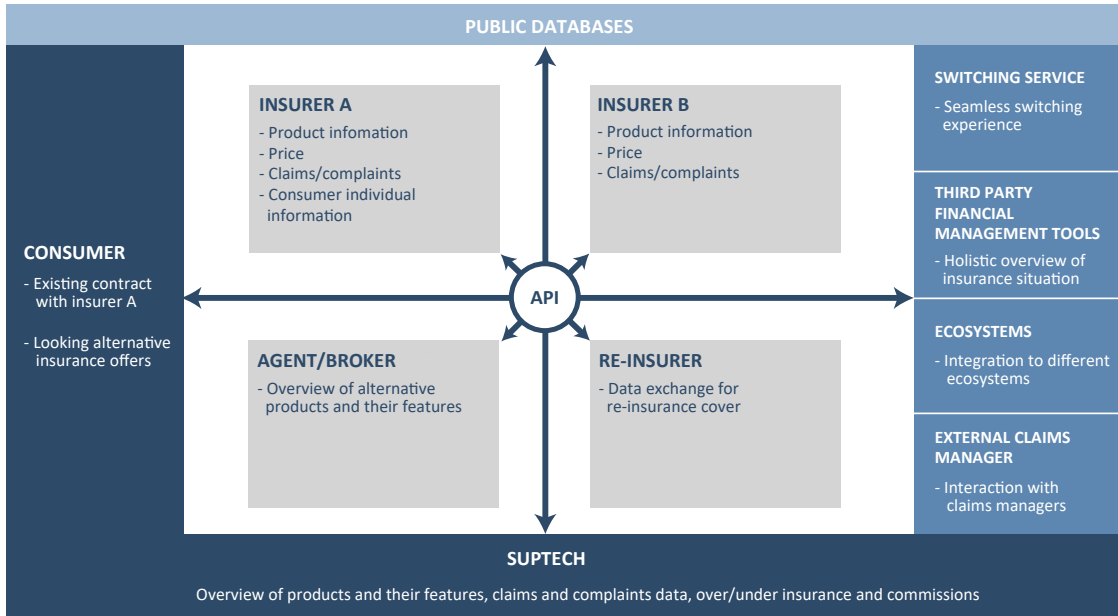 PUBLIC DATABASES
CONSUMER
- Existing contract
with insurer A
- Looking alternative
insurance offers
INSURER A
- Product infomation
- Price
- Claims/complaints
- Consumer individual
information
INSURER B
- Product information
- Price
- Claims/complaints
API
AGENT/BROKER
- Overview of alternative
products and their features
RE-INSURER
- Data exchange for
re-insurance cover
SWITCHING SERVICE
- Seamless switching
experience
THIRD PARTY
FINANCIAL
MANAGEMENT TOOLS
- Holistic overview of
insurance situation
ECOSYSTEMS
- Integration to different
ecosystems
EXTERNAL CLAIMS
MANAGER
- Interaction with
claims managers
SUPTECH
Overview of products and their features, claims and complaints data, over/under insurance and commissions